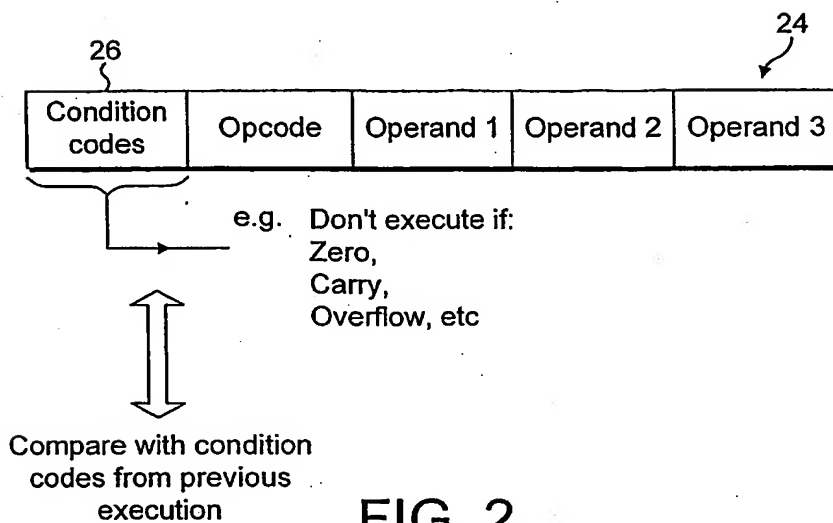 26
24
Condition
codes
Opcode
Operand 1
Operand 2
Operand 3
e.g. Don't execute if:
Zero,
Carry,
Overflow, etc
Compare with condition
codes from previous
execution
FIG. 2